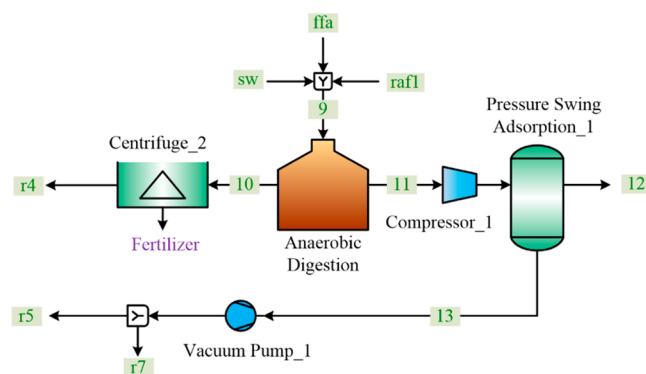 ffa
sw
Y
raf1
9
Pressure Swing
Adsorption_1
Centrifuge_2
r4
10
11
12
Compressor_1
Fertilizer
Anaerobic
Digestion
r5
Y
13
r7
Vacuum Pump_1